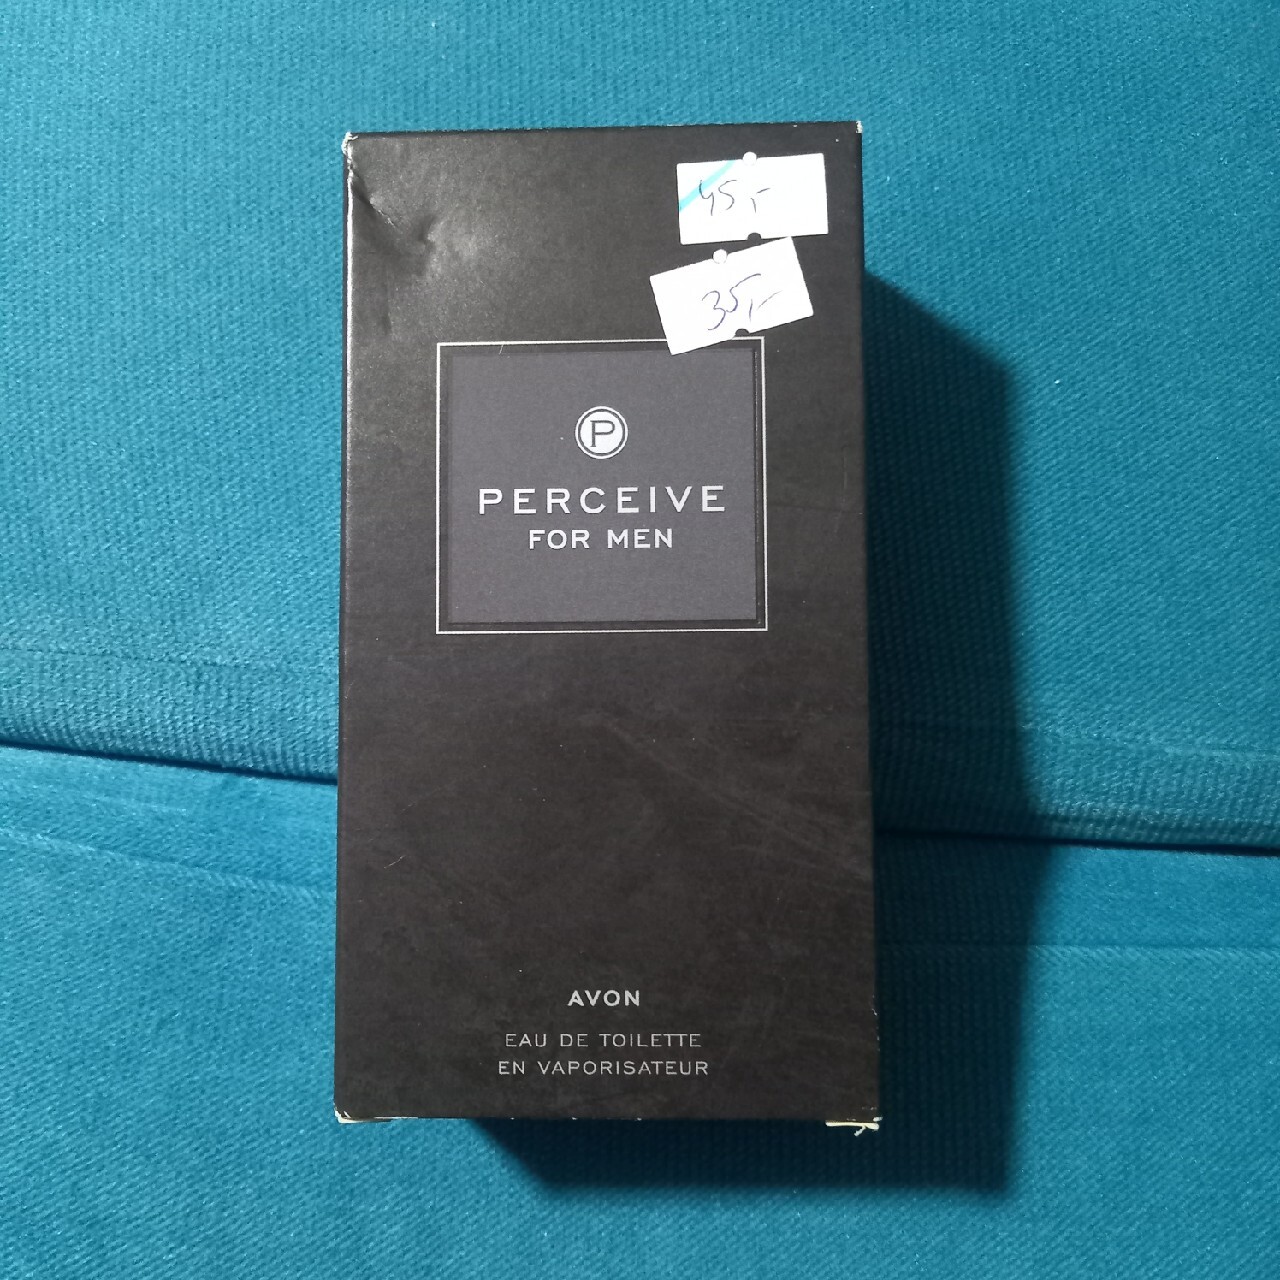 45,-
35,-
P
PERCEIVE
FOR MEN
AVON
EAU DE TOILETTE
EN VAPORISATEUR